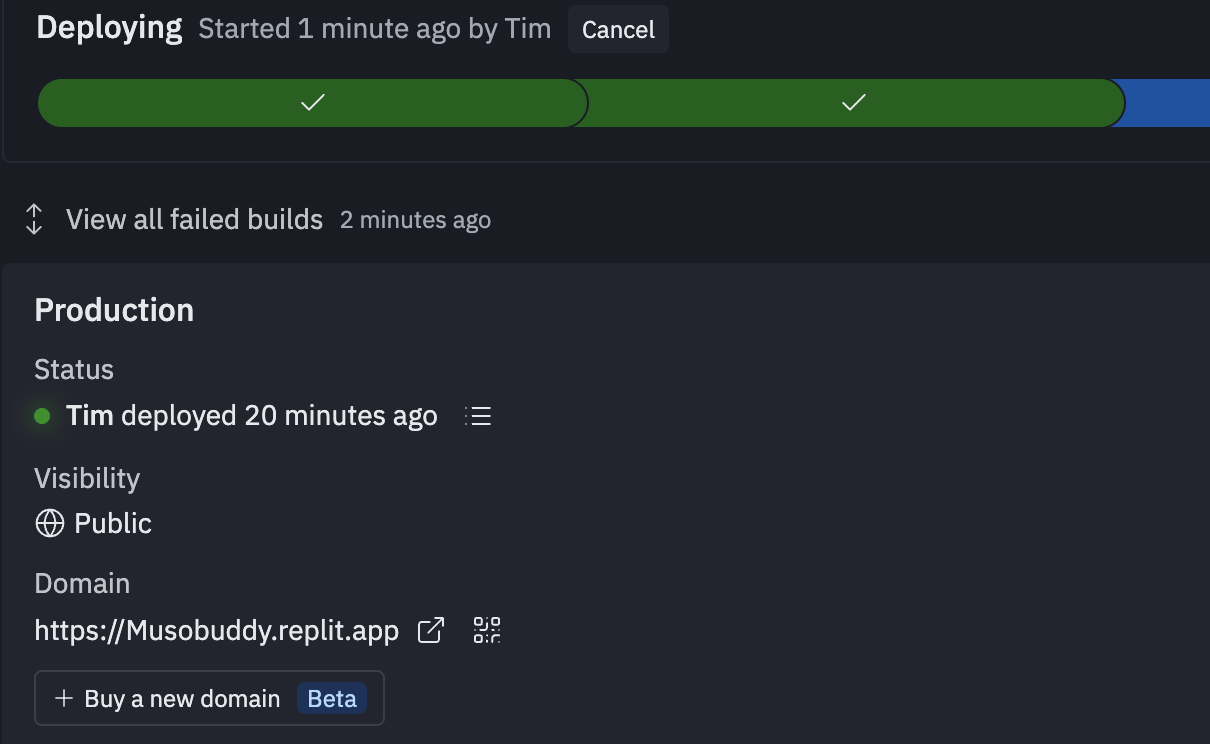 Deploying Started 1 minute ago by Tim Cancel
View all failed builds 2 minutes ago
Production
Status
Tim deployed 20 minutes ago
Visibility
Public
Domain
https://Musobuddy.replit.app
+ Buy a new domain Beta